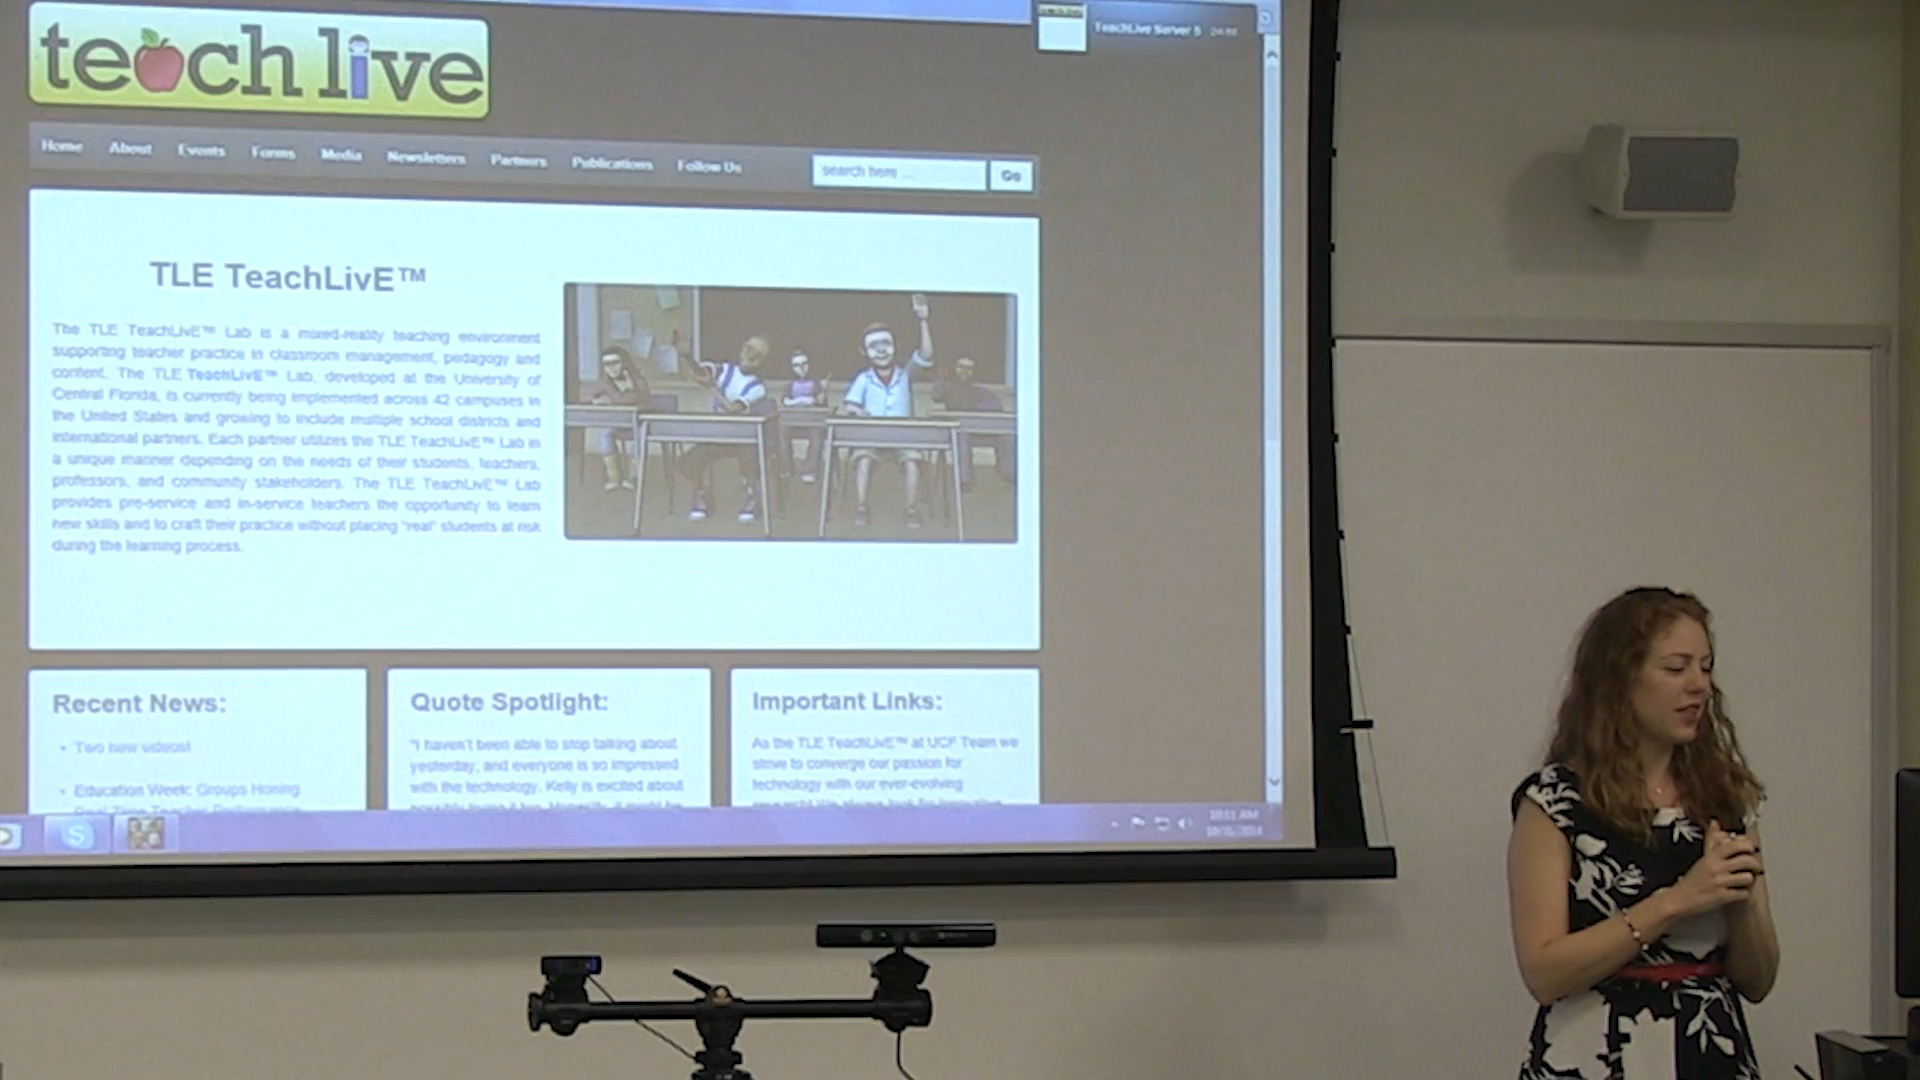 teach live
TeachLive Server 5
Home About Events Forms Media Newsletters Partners Publications Follow Us search here ... Go
TLE TeachLivE™
The TLE TeachLivE™ Lab is a mixed-reality teaching environment
supporting teacher practice in classroom management, pedagogy and
content. The TLE TeachLivE™ Lab, developed at the University of
Central Florida, is currently being implemented across 42 campuses in
the United States and growing to include multiple school districts and
international partners. Each partner utilizes the TLE TeachLivE™ Lab in
a unique manner depending on the needs of their students, teachers,
professors, and community stakeholders. The TLE TeachLivE™ Lab
provides pre-service and in-service teachers the opportunity to learn
new skills and to craft their practice without placing "real" students at risk
during the learning process.
Recent News:
• Two new videos!
• Education Week: Groups Honing
Real-Time Teacher Performance
Quote Spotlight:
"I haven't been able to stop talking about
yesterday, and everyone is so impressed
with the technology. Kelly is excited about
Important Links:
As the TLE TeachLivE™ at UCF Team we
strive to converge our passion for
technology with our ever-evolving
S
10:51 AM